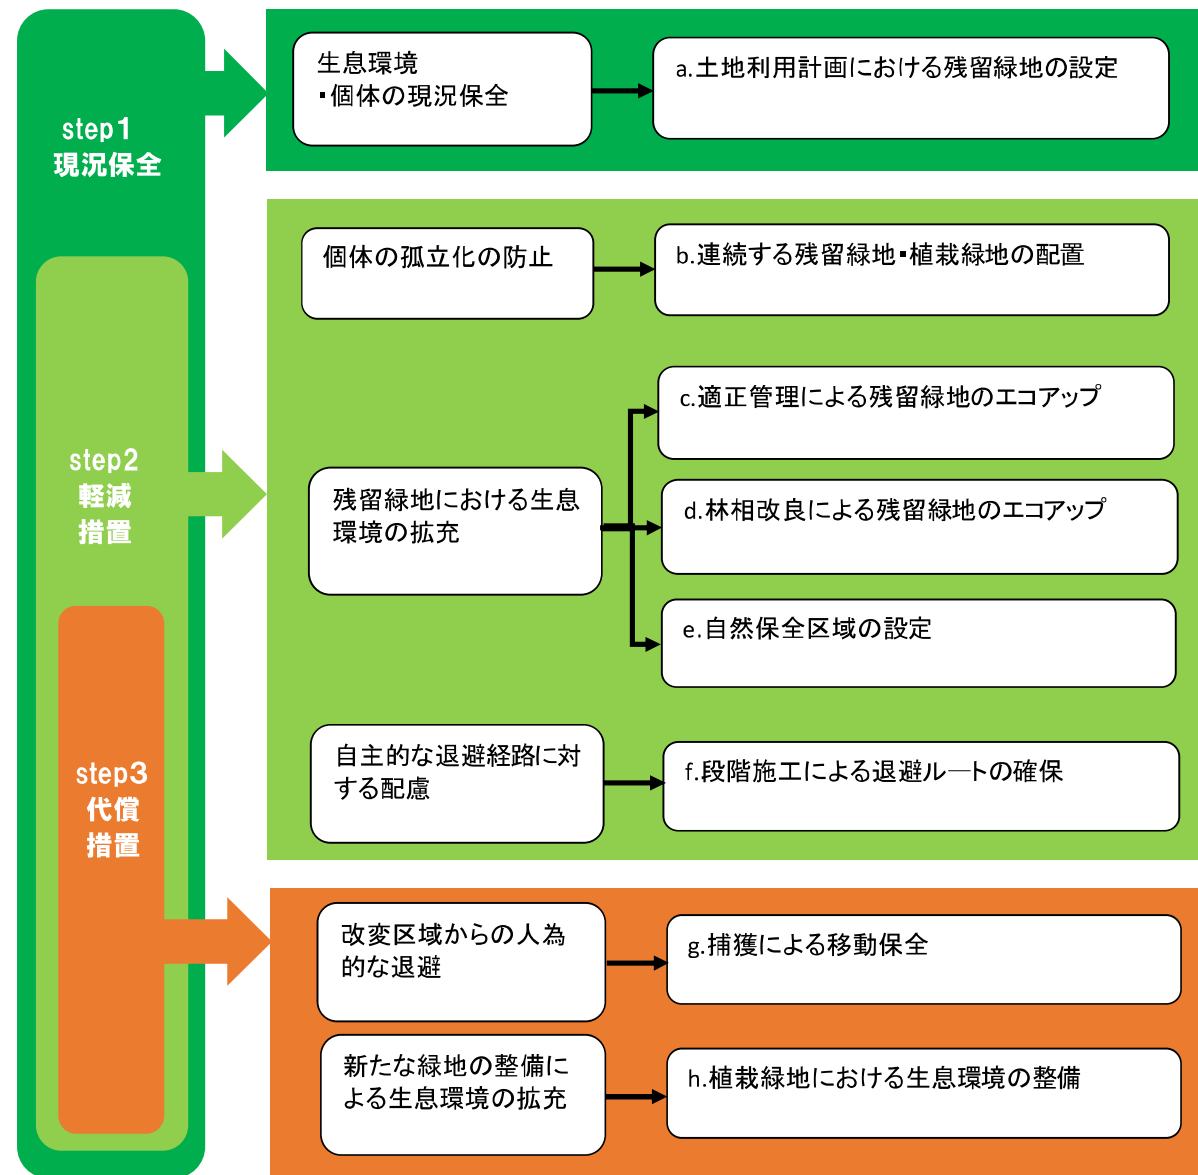 step1
現況保全
生息環境
・個体の現況保全
a.土地利用計画における残留緑地の設定
step2
軽減
措置
個体の孤立化の防止
b.連続する残留緑地・植栽緑地の配置
残留緑地における生息
環境の拡充
c.適正管理による残留緑地のエコアップ
d.林相改良による残留緑地のエコアップ
e.自然保全区域の設定
自主的な退避経路に対
する配慮
f.段階施工による退避ルートの確保
step3
代償
措置
改変区域からの人為
的な退避
g.捕獲による移動保全
新たな緑地の整備に
よる生息環境の拡充
h.植栽緑地における生息環境の整備